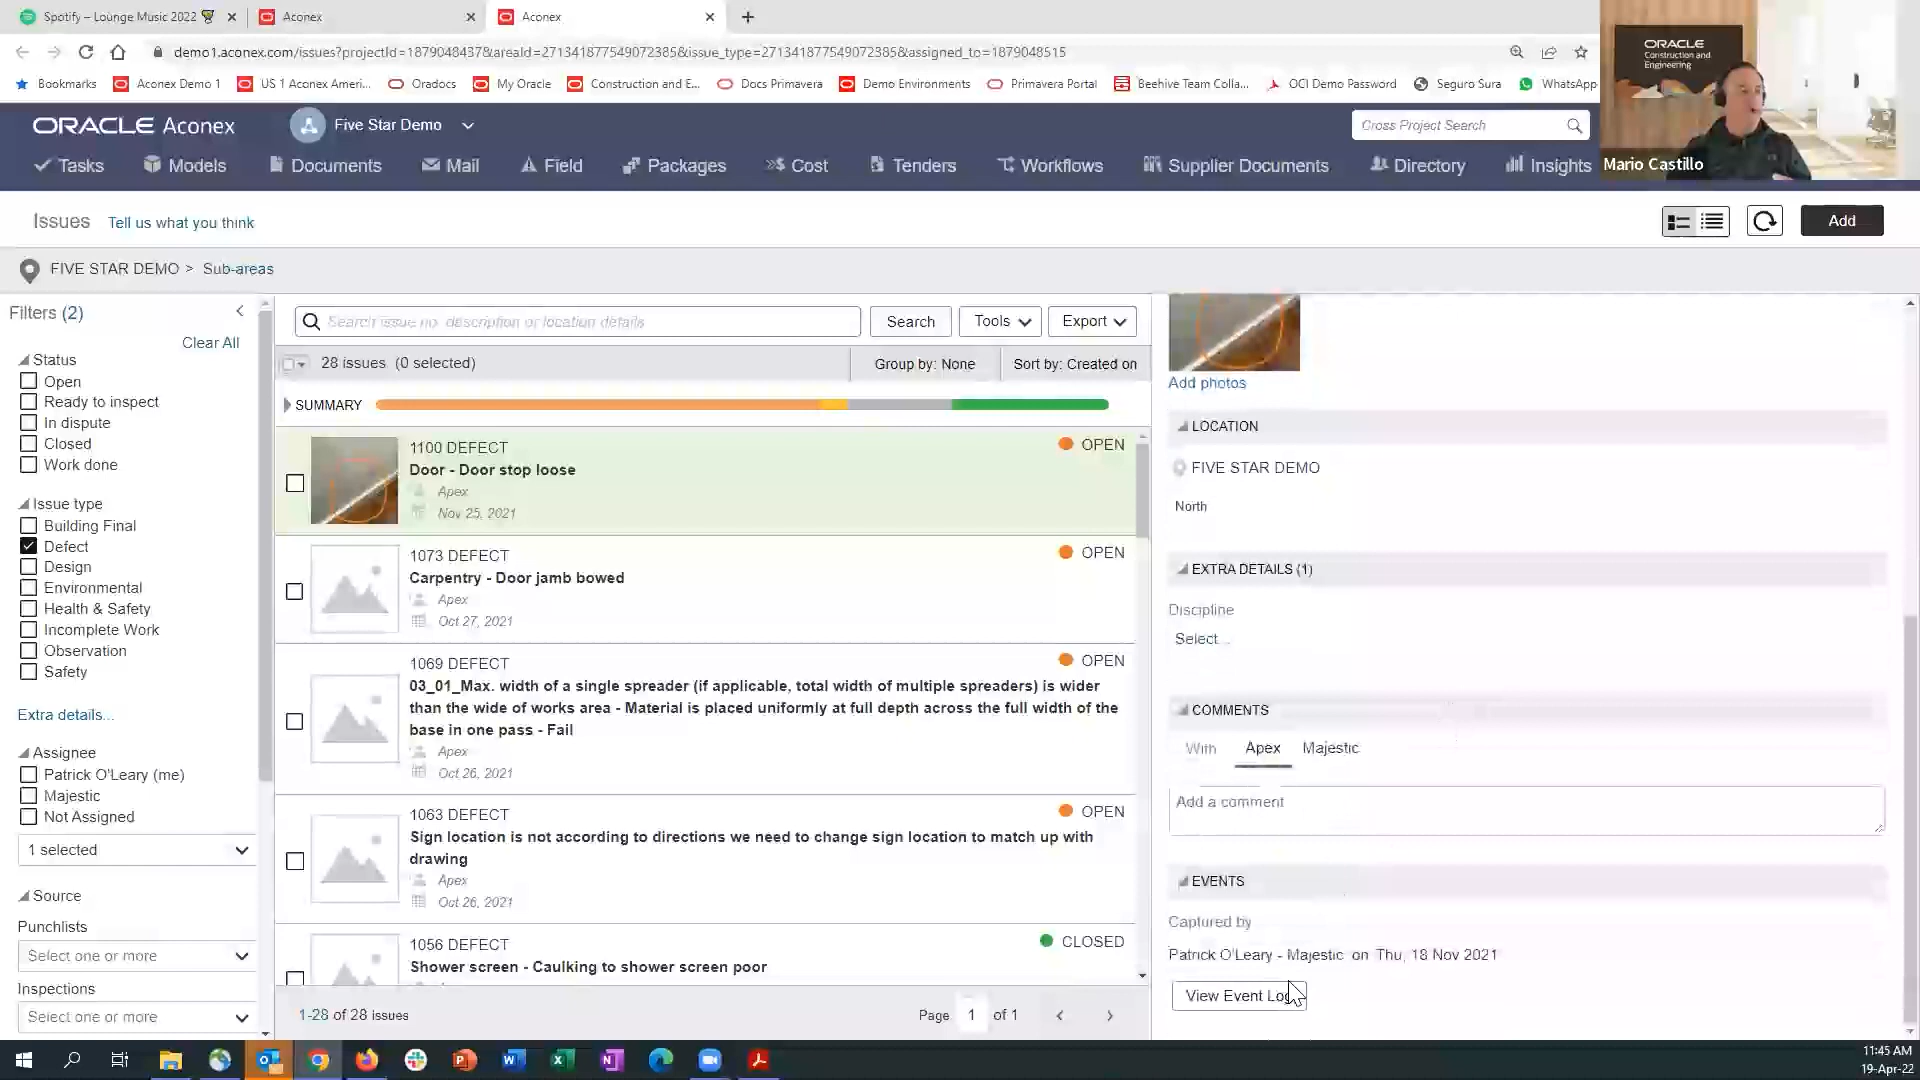 Spotify – Lounge Music 2022
Aconex
Aconex
demo1.aconex.com/issues?projectId=1879048437&areaId=271341877549072385&issue_type=271341877549072385&assigned_to=1879048515
Bookmarks
Aconex Demo 1
US 1 Aconex Ameri...
Oradocs
My Oracle
Construction and E...
Docs Primavera
Demo Environments
Primavera Portal
Beehive Team Colla...
OCI Demo Password
Seguro Sura
WhatsApp
ORACLE
Construction and
Engineering
Mario Castillo
ORACLE Aconex
Five Star Demo
Cross Project Search
Tasks
Models
Documents
Mail
Field
Packages
Cost
Tenders
Workflows
Supplier Documents
Directory
Insights
Issues
Tell us what you think
Add
FIVE STAR DEMO > Sub-areas
Filters (2)
Clear All
Status
Open
Ready to inspect
In dispute
Closed
Work done
Issue type
Building Final
Defect
Design
Environmental
Health & Safety
Incomplete Work
Observation
Safety
Extra details...
Assignee
Patrick O'Leary (me)
Majestic
Not Assigned
1 selected
Source
Punchlists
Select one or more
Inspections
Select one or more
Search issue no, description or location details
Search
Tools
Export
28 issues (0 selected)
Group by: None
Sort by: Created on
SUMMARY
1100 DEFECT
OPEN
Door - Door stop loose
Apex
Nov 25, 2021
1073 DEFECT
OPEN
Carpentry - Door jamb bowed
Apex
Oct 27, 2021
1069 DEFECT
OPEN
03_01_Max. width of a single spreader (if applicable, total width of multiple spreaders) is wider
than the wide of works area - Material is placed uniformly at full depth across the full width of the
base in one pass - Fail
Apex
Oct 26, 2021
1063 DEFECT
OPEN
Sign location is not according to directions we need to change sign location to match up with
drawing
Apex
Oct 26, 2021
1056 DEFECT
CLOSED
Shower screen - Caulking to shower screen poor
1-28 of 28 issues
Page 1 of 1
Add photos
LOCATION
FIVE STAR DEMO
North
EXTRA DETAILS (1)
Discipline
Select...
COMMENTS
With
Apex
Majestic
Add a comment
EVENTS
Captured by
Patrick O'Leary - Majestic on Thu, 18 Nov 2021
View Event Log
11:45 AM
19-Apr-22